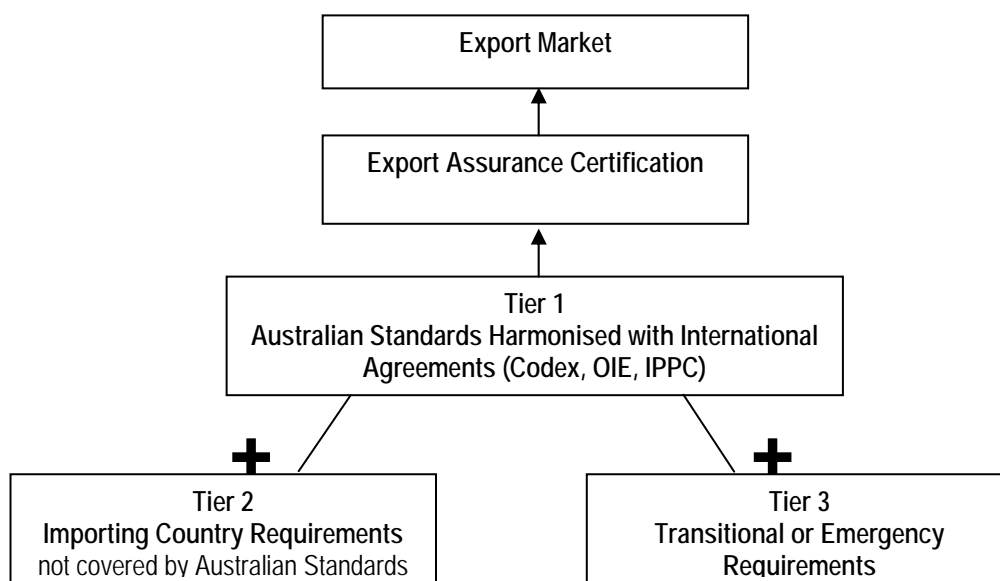 Export Market
Export Assurance Certification
Tier 1
Australian Standards Harmonised with International
Agreements (Codex, OIE, IPPC)
Tier 2
Importing Country Requirements
not covered by Australian Standards
Tier 3
Transitional or Emergency
Requirements